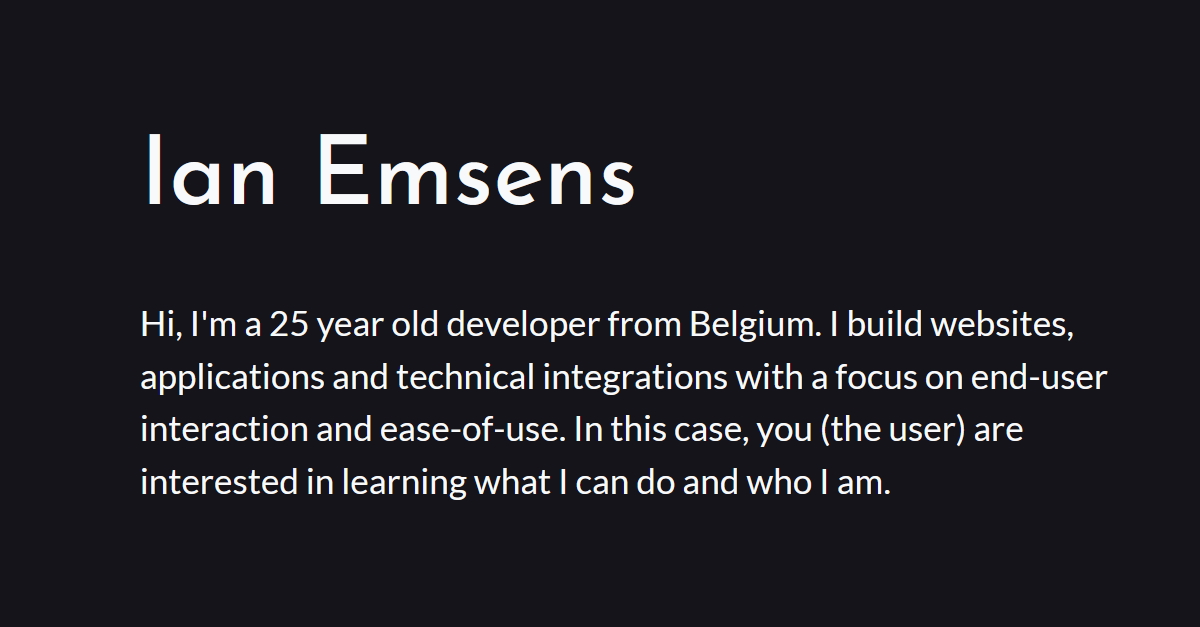 Ian Emsens
Hi, I'm a 25 year old developer from Belgium. I build websites,
applications and technical integrations with a focus on end-user
interaction and ease-of-use. In this case, you (the user) are
interested in learning what I can do and who I am.